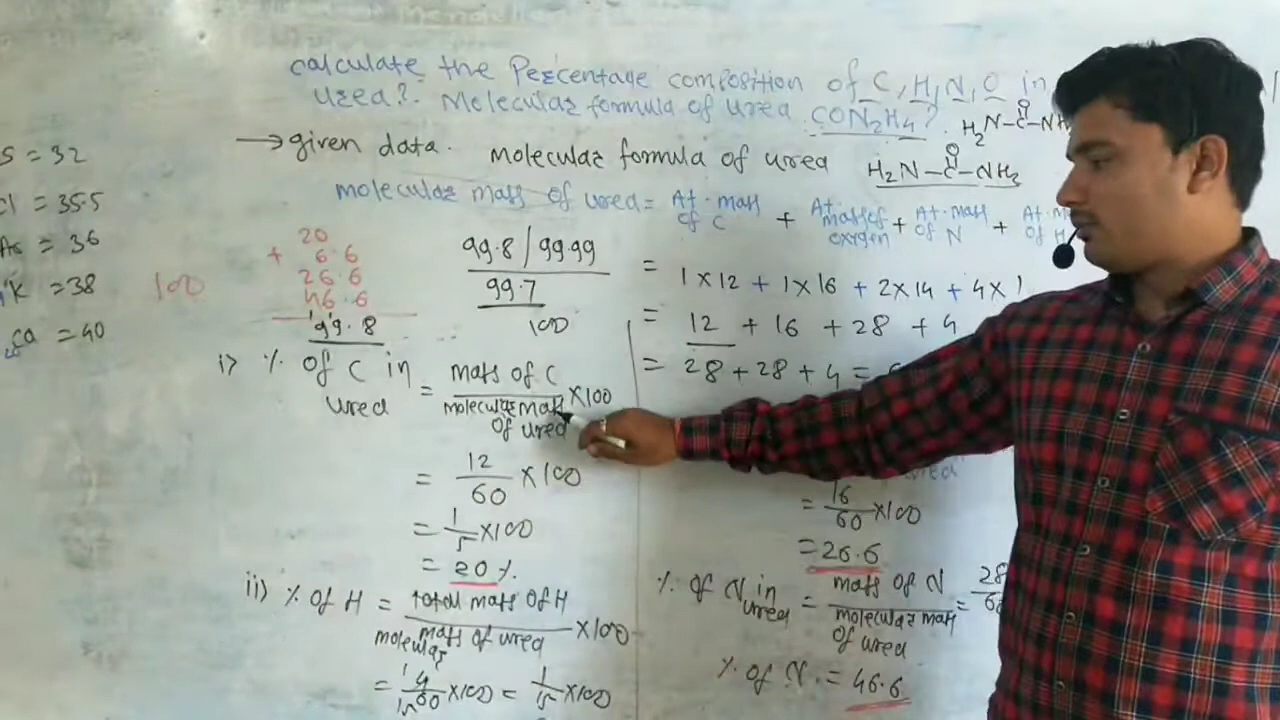 calculate the Percentage composition of C, H, N, O in
urea?. Molecular formula of urea CON2H4?
H2N-C-NH
O
→ given data. molecular formula of urea H2N-C-NH2
O
molecular mass of urea = At. mass of C + At. masses of oxygen + At. mass of N + At. m of H
= 1×12 + 1×16 + 2×14 + 4×1
= 12 + 16 + 28 + 4
= 28 + 28 + 4 =
S = 32
Cl = 35.5
Ar = 36
K = 38
Ca = 40
100
20
+ 6.6
26.6
46.6
99.8
99.8 / 99.99
99.7
100
i) % of C in urea = mass of C / molecular mass of urea ×100
= 12/60 ×100
= 1/5 ×100
= 20 %.
ii) % of H = total mass of H / molecular mass of urea ×100
= 4/60 ×100 = 1/15 ×100
= 16/60 ×100
= 26.6
% of N in urea = mass of N / molecular mass of urea = 28
% of N. = 46.6